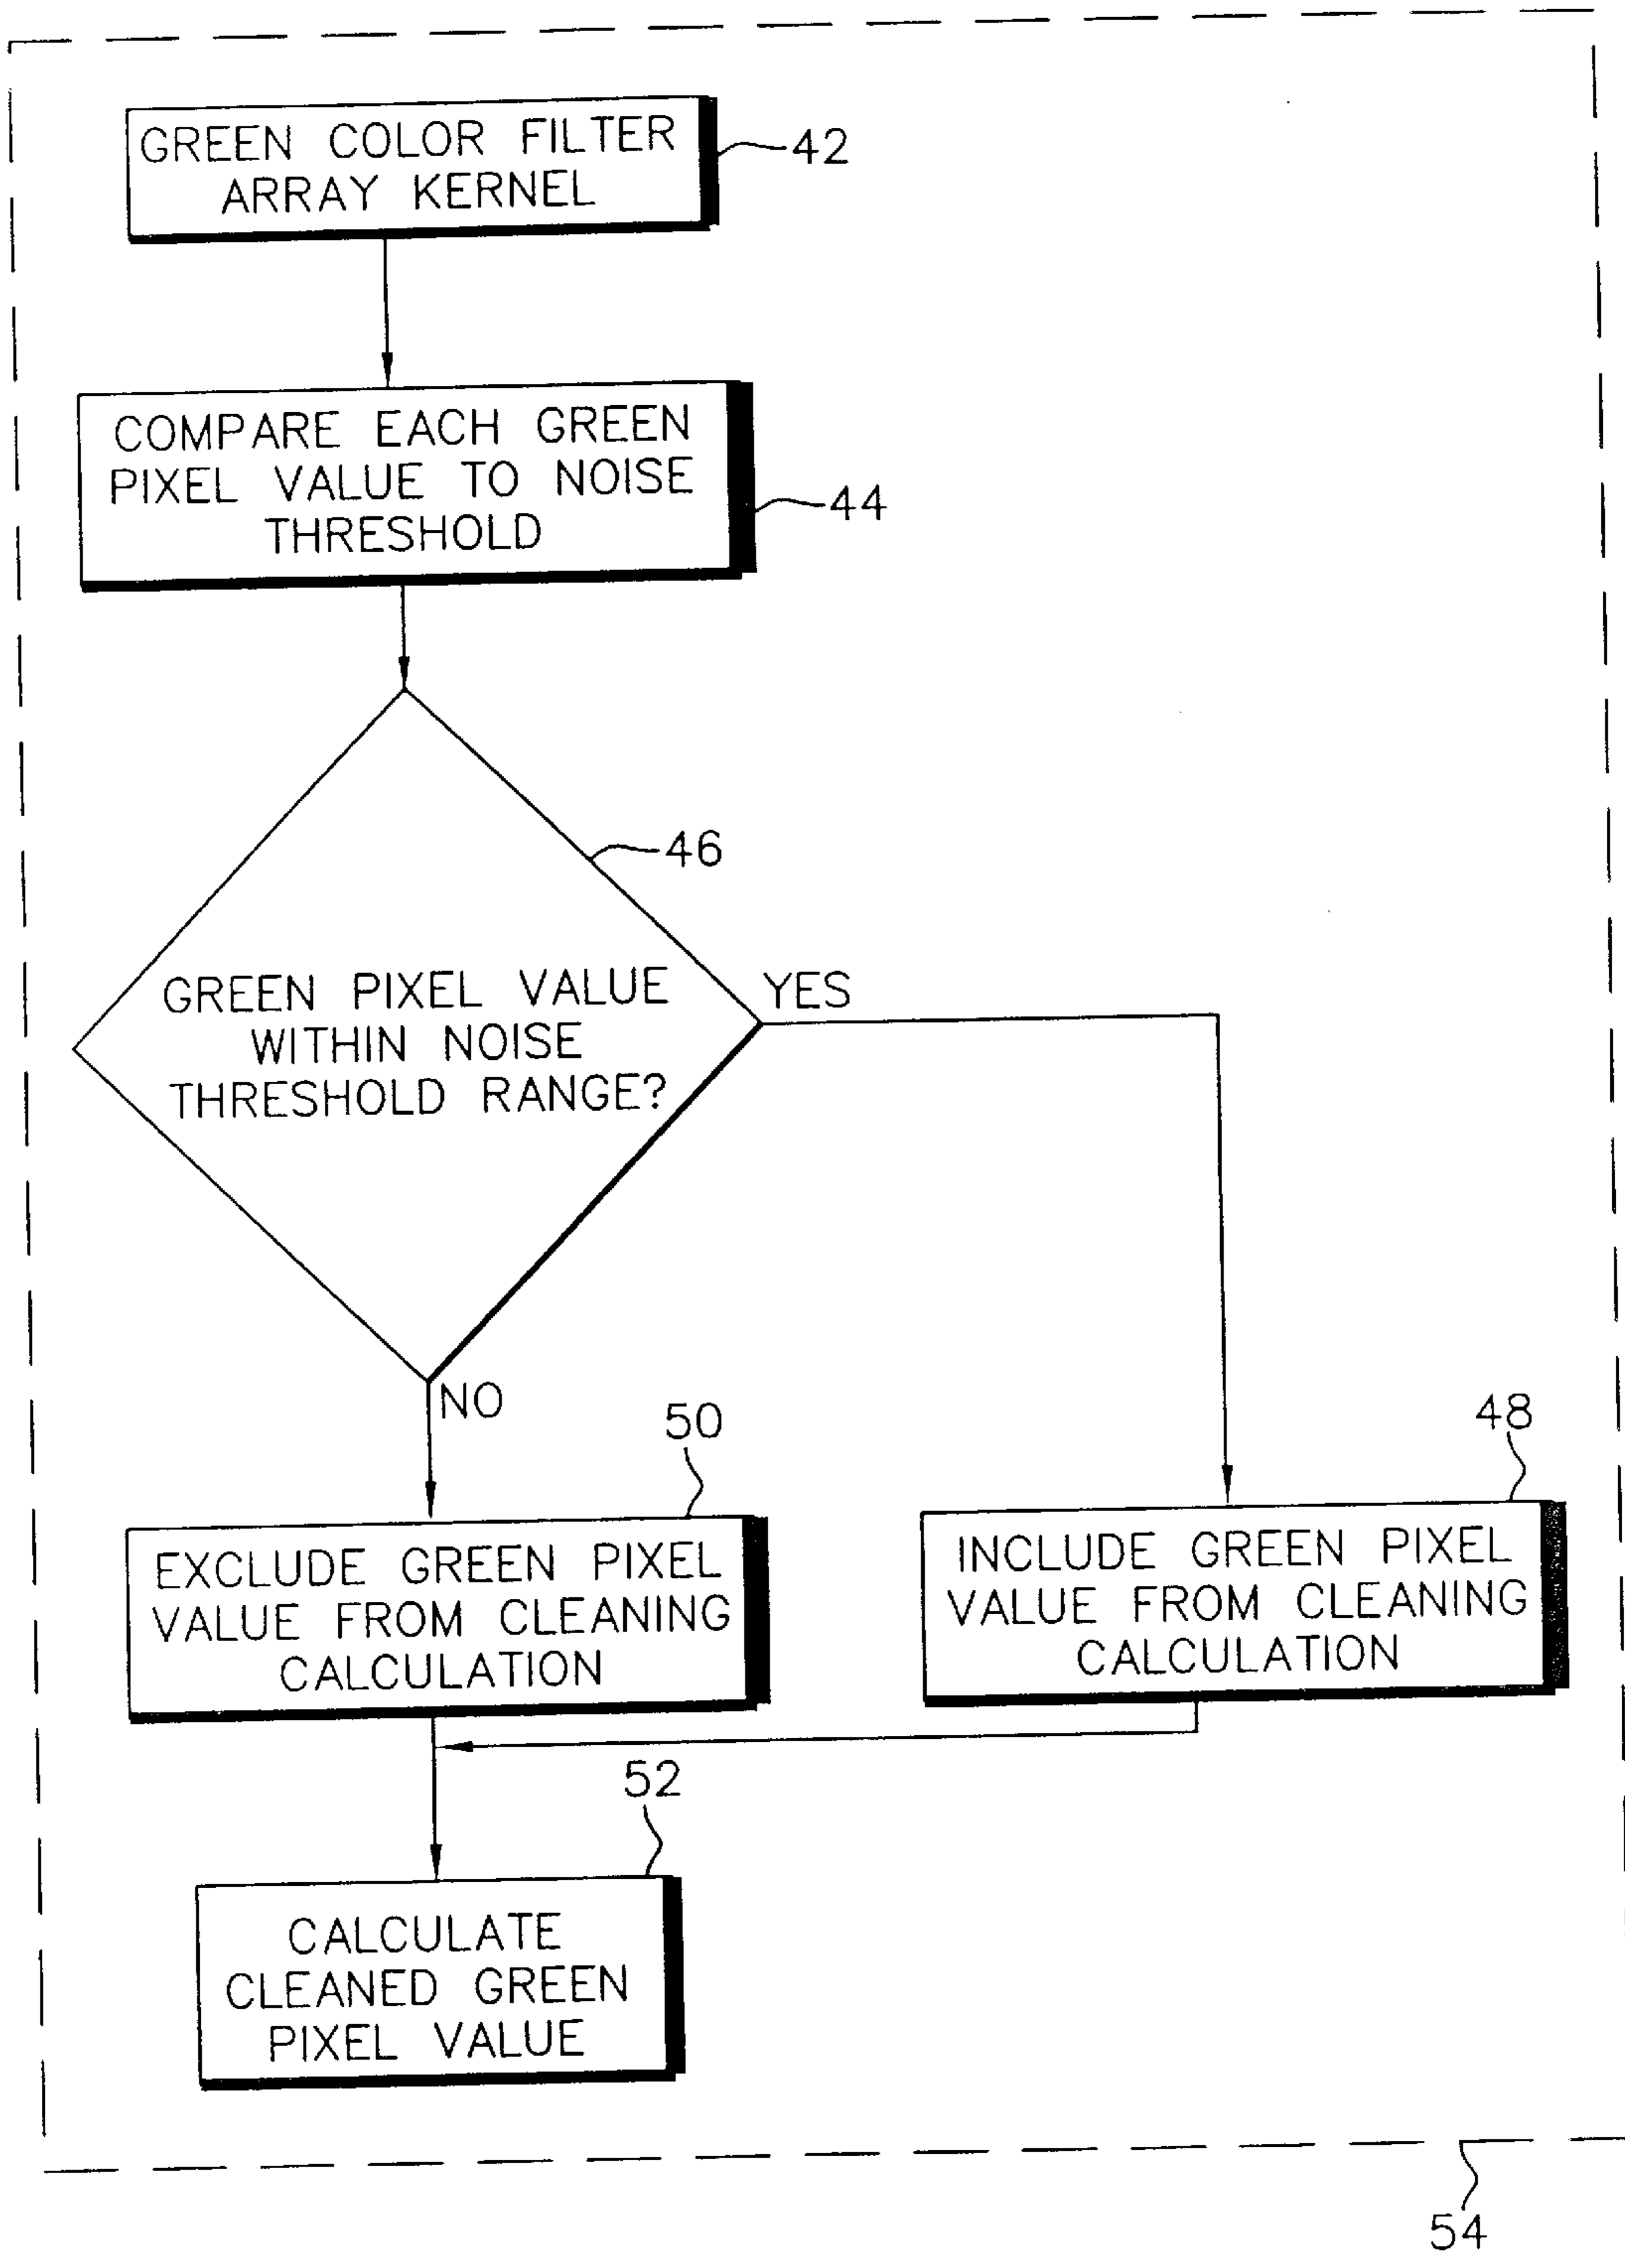 GREEN COLOR FILTER
ARRAY KERNEL
42
COMPARE EACH GREEN
PIXEL VALUE TO NOISE
THRESHOLD
44
46
GREEN PIXEL VALUE
WITHIN NOISE
THRESHOLD RANGE?
YES
NO
50
48
EXCLUDE GREEN PIXEL
VALUE FROM CLEANING
CALCULATION
INCLUDE GREEN PIXEL
VALUE FROM CLEANING
CALCULATION
52
CALCULATE
CLEANED GREEN
PIXEL VALUE
54